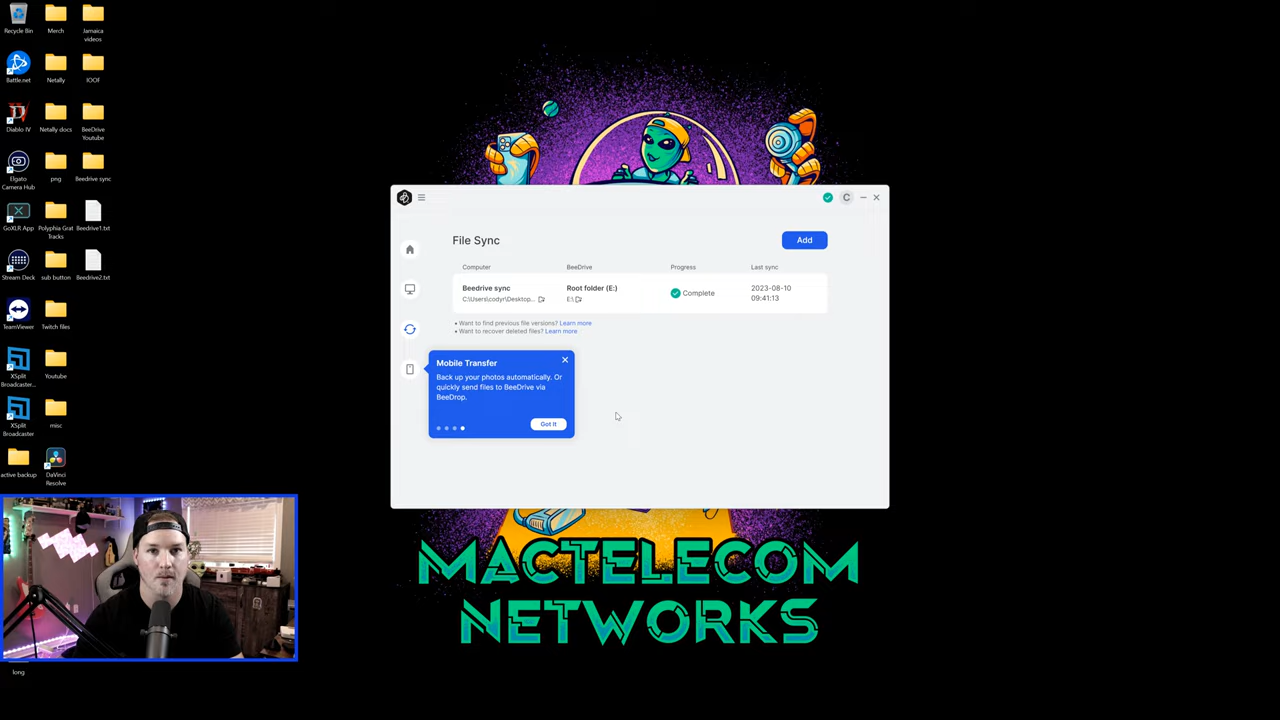 Recycle Bin
Merch
Jamaica
videos
Battle.net
Netally
IOOF
Diablo IV
Netally docs
BeeDrive
Youtube
Elgato
Camera Hub
png
Beedrive sync
GoXLR App
Polyphia Grat
Tracks
Beedrive1.txt
Stream Deck
sub button
Beedrive2.txt
TeamViewer
Twitch files
XSplit
Broadcaster...
Youtube
XSplit
Broadcaster
misc
active backup
DaVinci
Resolve
long
C
File Sync
Add
Computer
BeeDrive
Progress
Last sync
Beedrive sync
Root folder (E:)
Complete
2023-08-10
09:41:13
C:\Users\codyr\Desktop...
E:\
• Want to find previous file versions? Learn more
• Want to recover deleted files? Learn more
Mobile Transfer
Back up your photos automatically. Or
quickly send files to BeeDrive via
BeeDrop.
Got it
MACTELECOM
NETWORKS